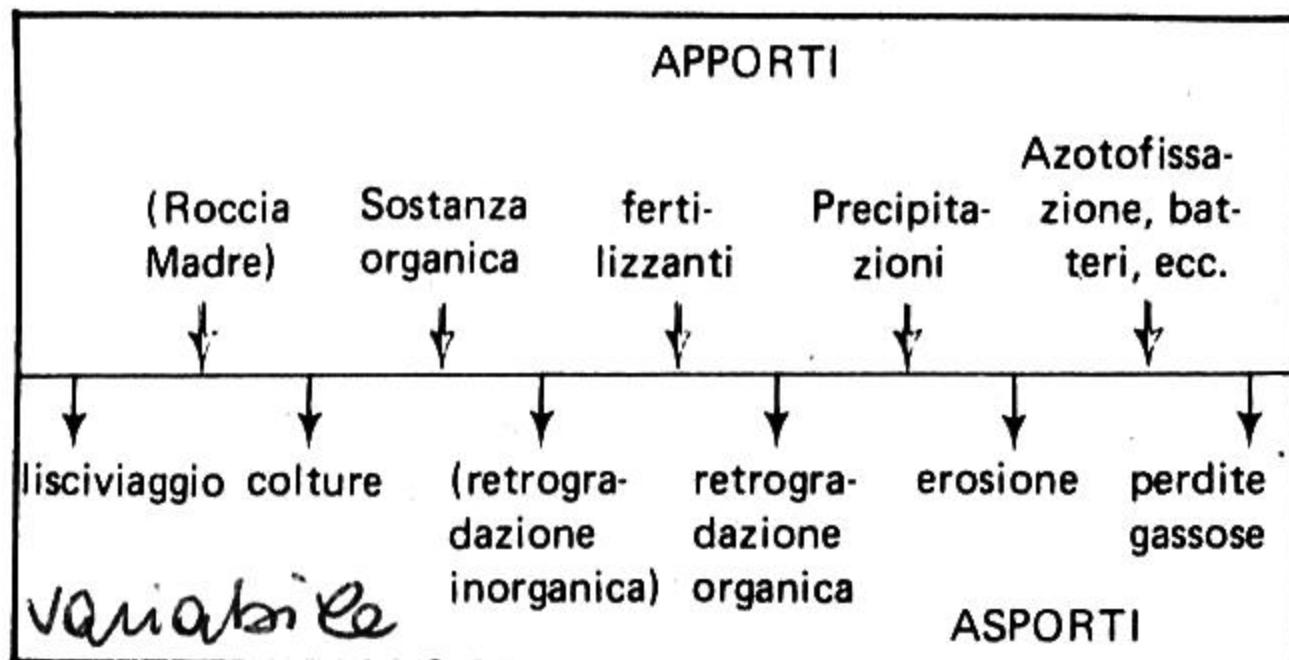 APPORTI
Azotofissa-
(Roccia Sostanza ferti- Precipita- zione, bat-
Madre) organica lizzanti zioni teri, ecc.
lisciviaggio colture (retrogra- retrogra- erosione perdite
dazione dazione gassose
inorganica) organica
variabile
ASPORTI